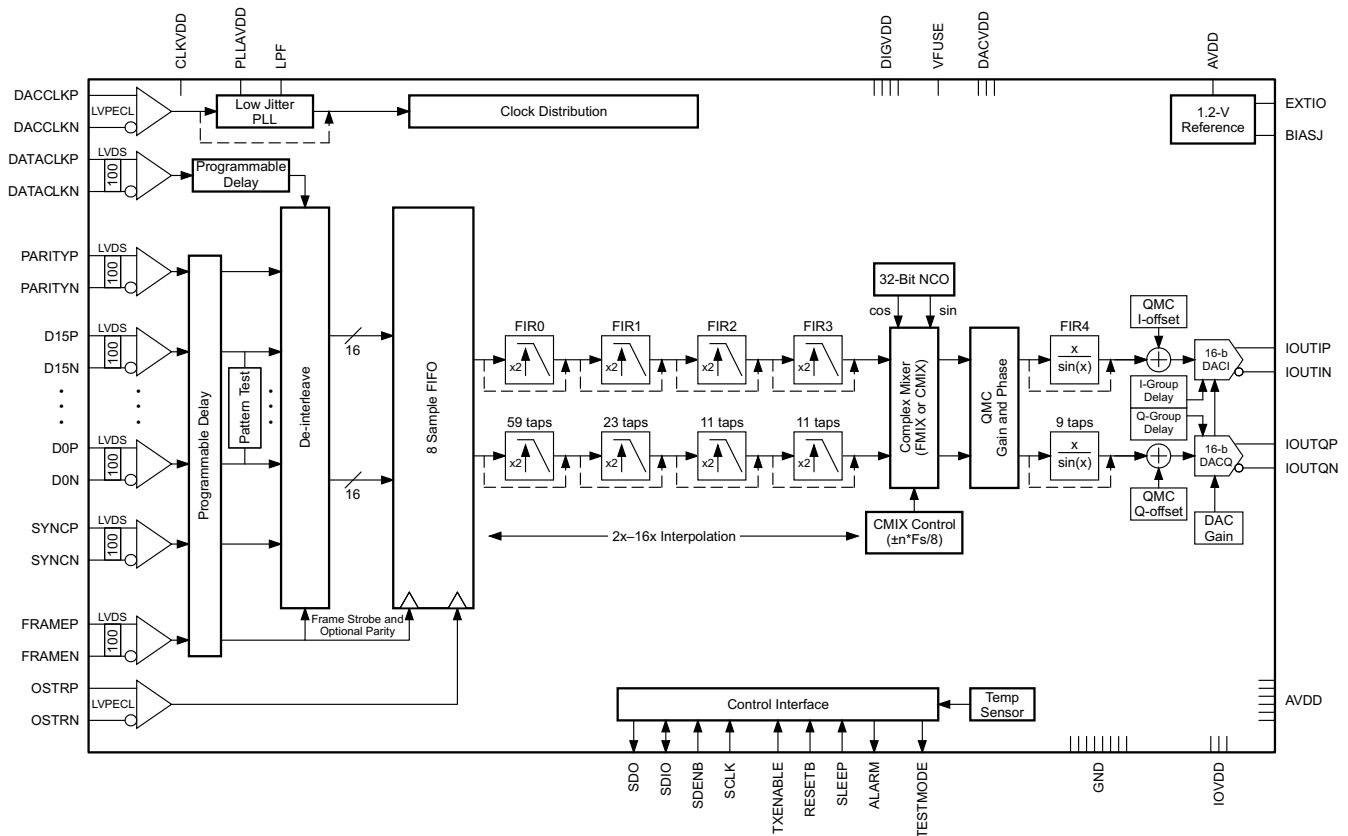 CLKVDD
PLLAVDD
LPF
DIGVDD
VFUSE
DACVDD
AVDD
DACCLKP
LVPECL
DACCLKN
Low Jitter
PLL
Clock Distribution
1.2-V
Reference
EXTIO
BIASJ
DATACLKP
LVDS
100
DATACLKN
Programmable
Delay
PARITYP
LVDS
100
PARITYN
D15P
LVDS
100
D15N
D0P
LVDS
100
D0N
SYNCP
LVDS
100
SYNCN
FRAMEP
LVDS
100
FRAMEN
OSTRP
LVPECL
OSTRN
Programmable Delay
Pattern Test
De-interleave
16
16
8 Sample FIFO
Frame Strobe and
Optional Parity
FIR0
x2
FIR1
x2
FIR2
x2
FIR3
x2
59 taps
x2
23 taps
x2
11 taps
x2
11 taps
x2
2x–16x Interpolation
32-Bit NCO
cos
sin
Complex Mixer
(FMIX or CMIX)
CMIX Control
(±n*Fs/8)
QMC
Gain and Phase
FIR4
x
sin(x)
9 taps
x
sin(x)
QMC
I-offset
16-b
DACI
IOUTIP
IOUTIN
I-Group
Delay
Q-Group
Delay
16-b
DACQ
IOUTQP
IOUTQN
QMC
Q-offset
DAC
Gain
Control Interface
Temp
Sensor
AVDD
SDO
SDIO
SDENB
SCLK
TXENABLE
RESETB
SLEEP
ALARM
TESTMODE
GND
IOVDD